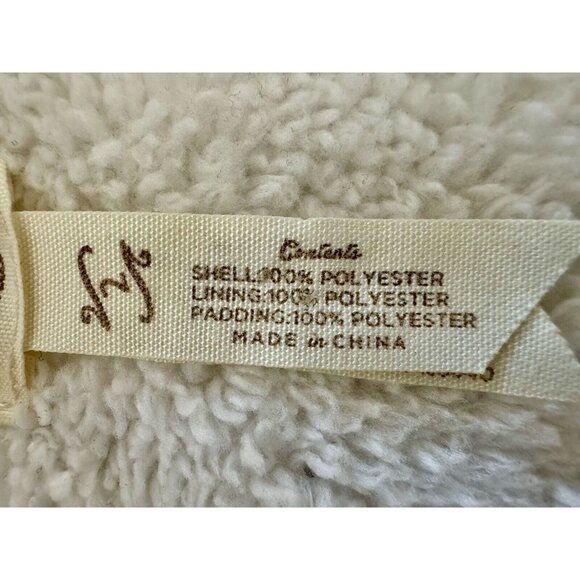 Contents
SHELL:100% POLYESTER
LINING:100% POLYESTER
PADDING:100% POLYESTER
MADE in CHINA